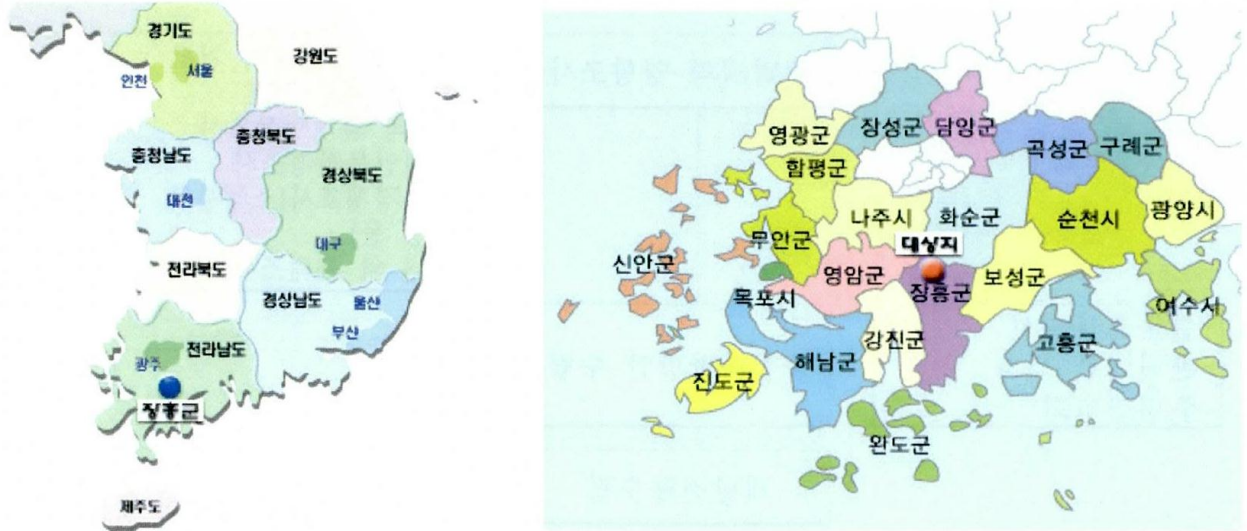 경기도
서울
인천
강원도
충청북도
충청남도
대전
경상북도
대구
전라북도
경상남도
울산
부산
전라남도
광주
장흥군
제주도
영광군
장성군
담양군
곡성군
구례군
함평군
나주시
화순군
순천시
광양시
무안군
대상지
신안군
영암군
장흥군
보성군
목포시
여수시
강진군
고흥군
해남군
진도군
완도군